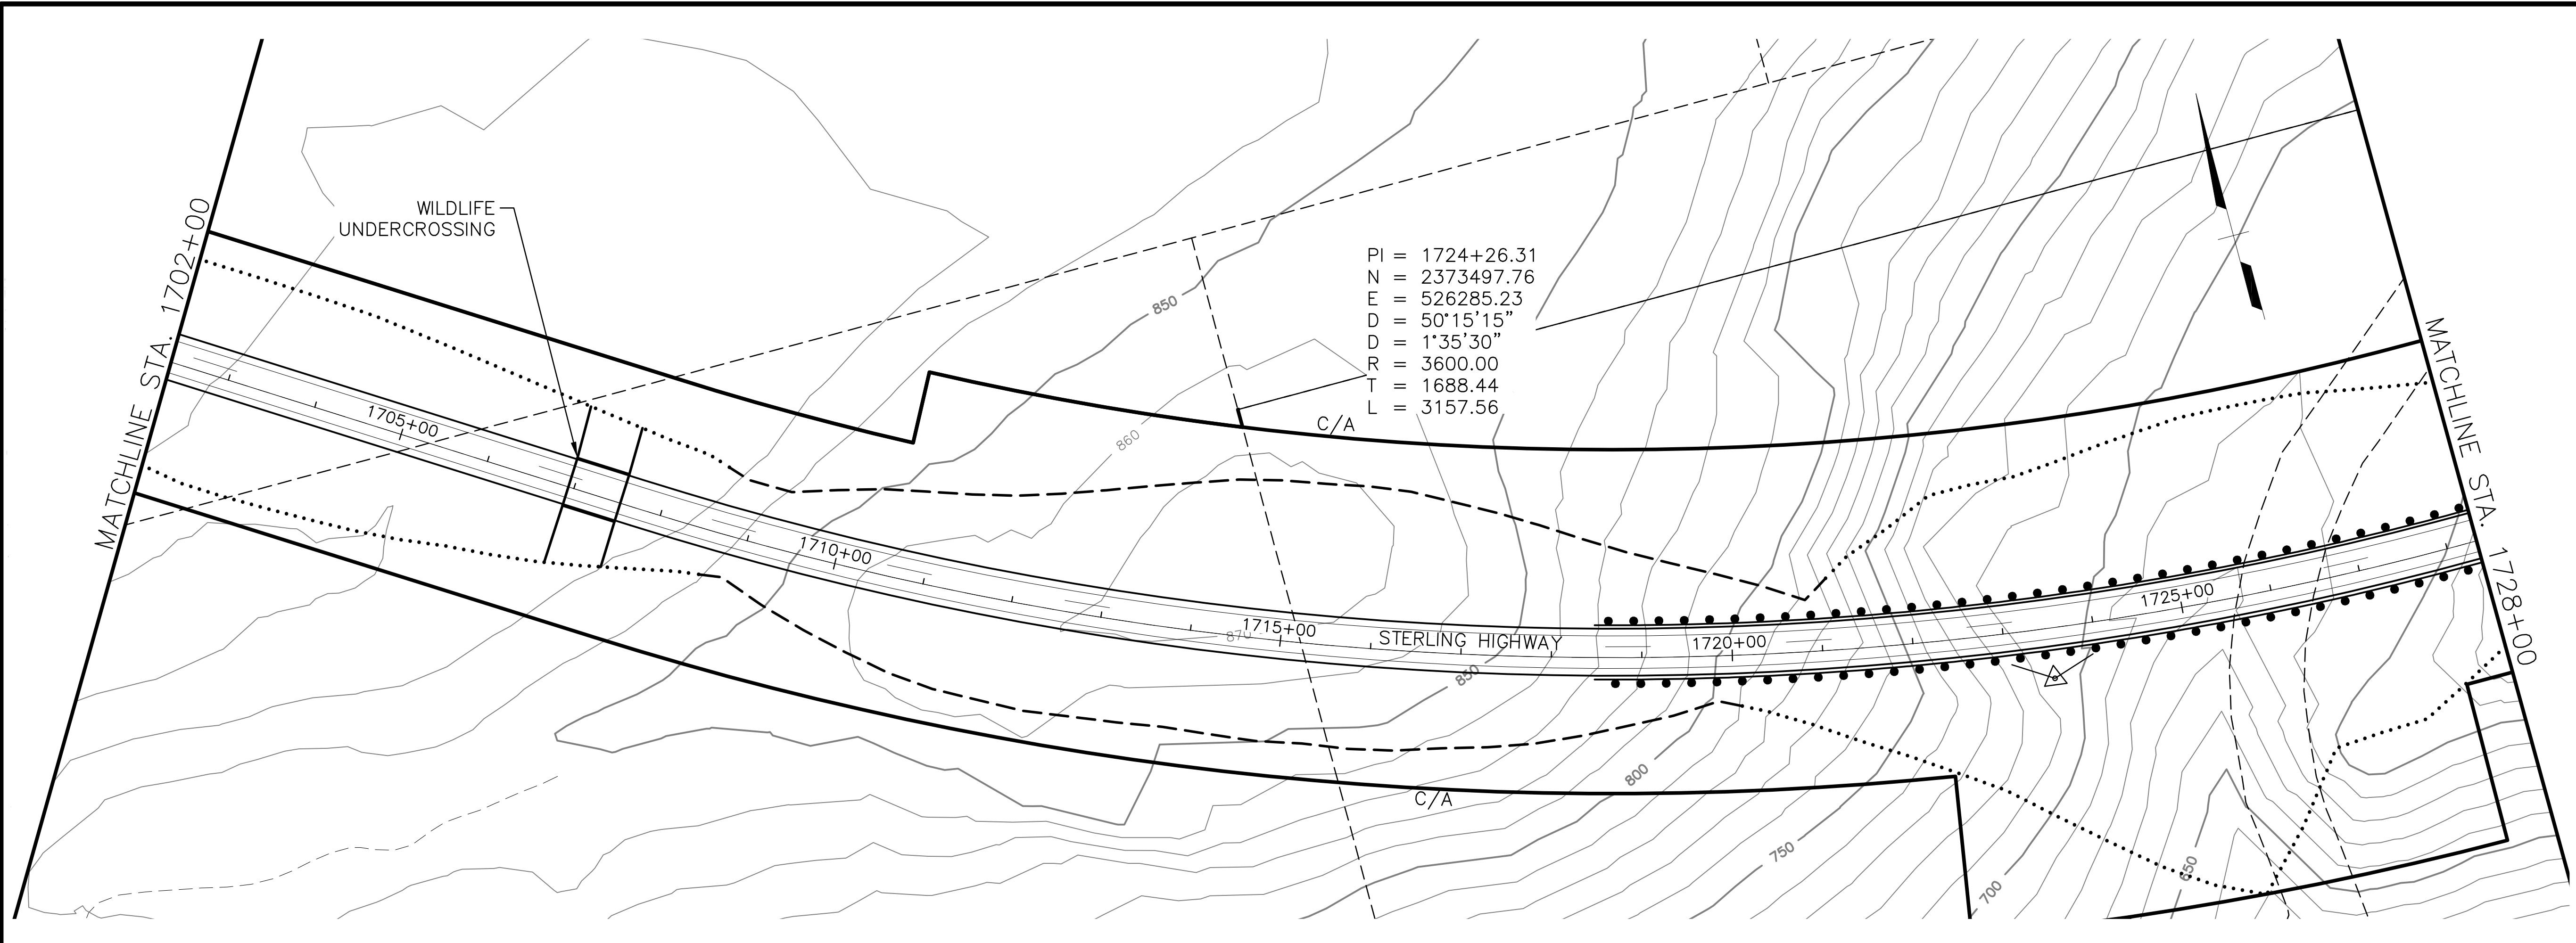 MATCHLINE STA. 1702+00
WILDLIFE
UNDERCROSSING
1705+00
1710+00
850
860
PI = 1724+26.31
N = 2373497.76
E = 526285.23
D = 50°15'15"
D = 1°35'30"
R = 3600.00
T = 1688.44
L = 3157.56
C/A
870
1715+00
STERLING HIGHWAY
1720+00
1725+00
850
800
C/A
750
700
650
MATCHLINE STA. 1728+00